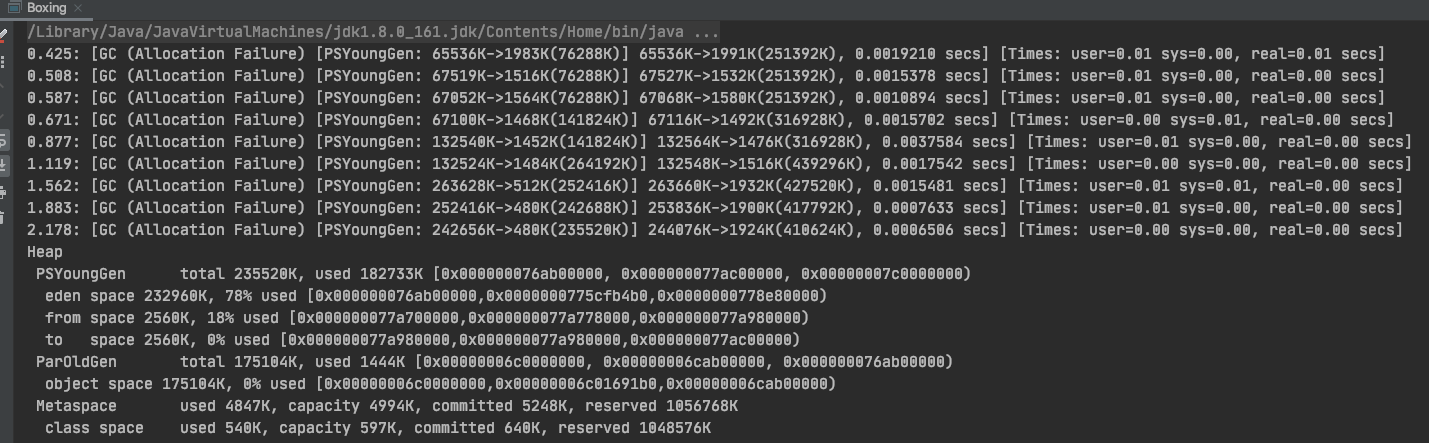 Boxing
/Library/Java/JavaVirtualMachines/jdk1.8.0_161.jdk/Contents/Home/bin/java ...
0.425: [GC (Allocation Failure) [PSYoungGen: 65536K->1983K(76288K)] 65536K->1991K(251392K), 0.0019210 secs] [Times: user=0.01 sys=0.00, real=0.01 secs]
0.508: [GC (Allocation Failure) [PSYoungGen: 67519K->1516K(76288K)] 67527K->1532K(251392K), 0.0015378 secs] [Times: user=0.01 sys=0.00, real=0.00 secs]
0.587: [GC (Allocation Failure) [PSYoungGen: 67052K->1564K(76288K)] 67068K->1580K(251392K), 0.0010894 secs] [Times: user=0.01 sys=0.00, real=0.00 secs]
0.671: [GC (Allocation Failure) [PSYoungGen: 67100K->1468K(141824K)] 67116K->1492K(316928K), 0.0015702 secs] [Times: user=0.00 sys=0.01, real=0.00 secs]
0.877: [GC (Allocation Failure) [PSYoungGen: 132540K->1452K(141824K)] 132564K->1476K(316928K), 0.0037584 secs] [Times: user=0.01 sys=0.00, real=0.00 secs]
1.119: [GC (Allocation Failure) [PSYoungGen: 132524K->1484K(264192K)] 132548K->1516K(439296K), 0.0017542 secs] [Times: user=0.00 sys=0.00, real=0.00 secs]
1.562: [GC (Allocation Failure) [PSYoungGen: 263628K->512K(252416K)] 263660K->1932K(427520K), 0.0015481 secs] [Times: user=0.01 sys=0.01, real=0.00 secs]
1.883: [GC (Allocation Failure) [PSYoungGen: 252416K->480K(242688K)] 253836K->1900K(417792K), 0.0007633 secs] [Times: user=0.01 sys=0.00, real=0.00 secs]
2.178: [GC (Allocation Failure) [PSYoungGen: 242656K->480K(235520K)] 244076K->1924K(410624K), 0.0006506 secs] [Times: user=0.00 sys=0.00, real=0.00 secs]
Heap
PSYoungGen      total 235520K, used 182733K [0x000000076ab00000, 0x000000077ac00000, 0x00000007c0000000)
eden space 232960K, 78% used [0x000000076ab00000,0x0000000775cfb4b0,0x0000000778e80000)
from space 2560K, 18% used [0x000000077a700000,0x000000077a778000,0x000000077a980000)
to   space 2560K, 0% used [0x000000077a980000,0x000000077a980000,0x000000077ac00000)
ParOldGen       total 175104K, used 1444K [0x00000006c0000000, 0x00000006cab00000, 0x000000076ab00000)
object space 175104K, 0% used [0x00000006c0000000,0x00000006c01691b0,0x00000006cab00000)
Metaspace       used 4847K, capacity 4994K, committed 5248K, reserved 1056768K
class space    used 540K, capacity 597K, committed 640K, reserved 1048576K